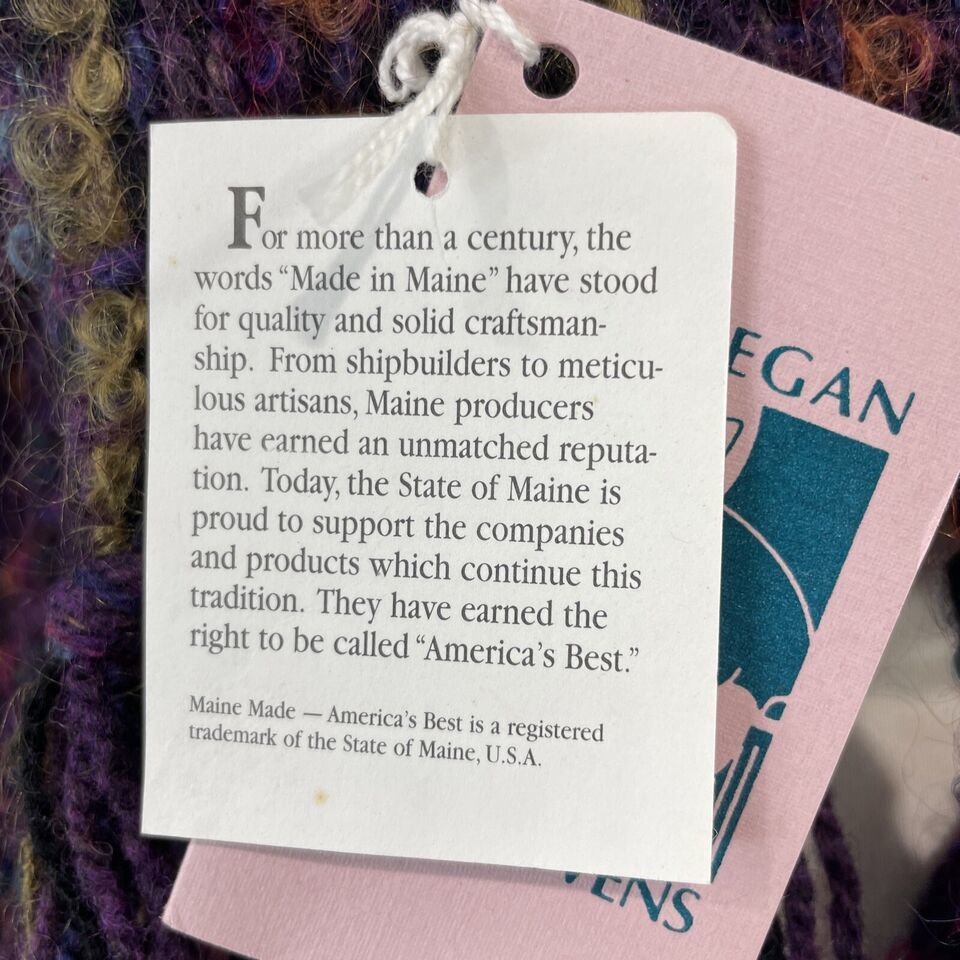 For more than a century, the
words “Made in Maine” have stood
for quality and solid craftsman-
ship. From shipbuilders to meticu-
lous artisans, Maine producers
have earned an unmatched reputa-
tion. Today, the State of Maine is
proud to support the companies
and products which continue this
tradition. They have earned the
right to be called “America’s Best.”
Maine Made — America’s Best is a registered
trademark of the State of Maine, U.S.A.
EGAN
VENS